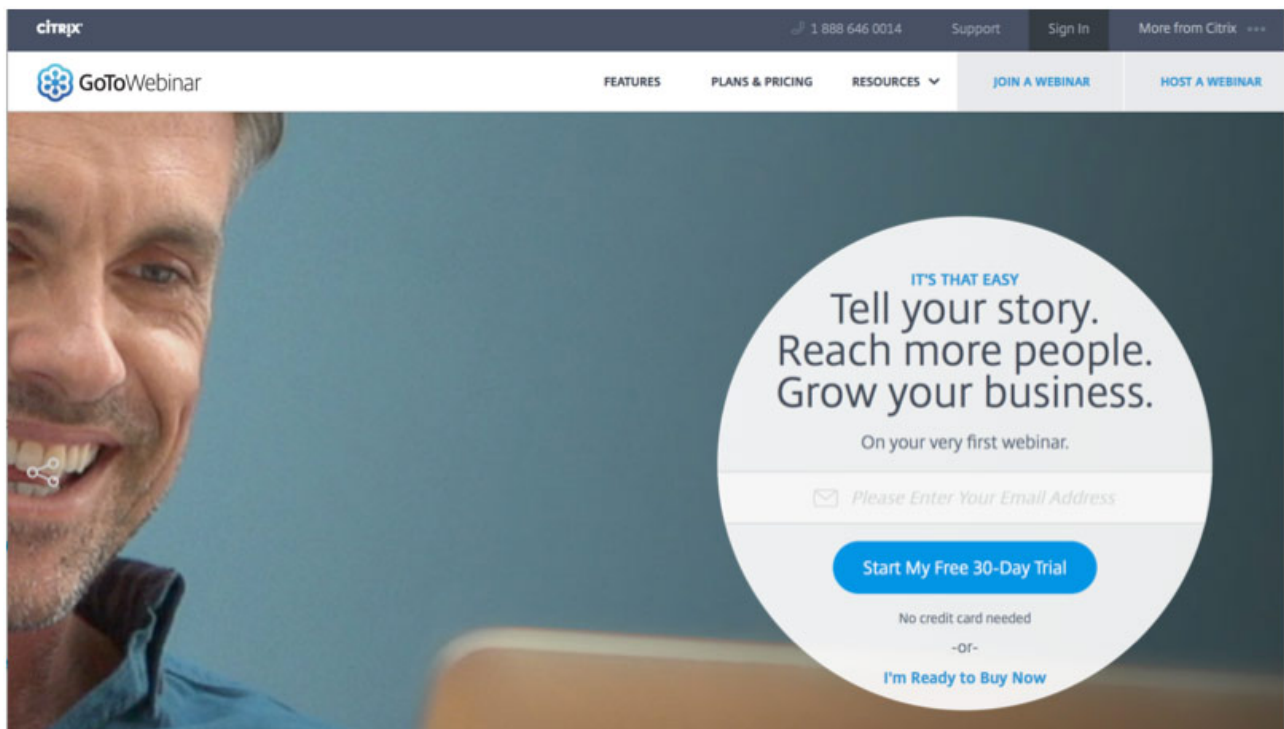 CITRIX
1 888 646 0014 Support Sign In More from Citrix
GoToWebinar FEATURES PLANS & PRICING RESOURCES JOIN A WEBINAR HOST A WEBINAR
IT'S THAT EASY
Tell your story.
Reach more people.
Grow your business.
On your very first webinar.
Please Enter Your Email Address
Start My Free 30-Day Trial
No credit card needed
-or-
I'm Ready to Buy Now